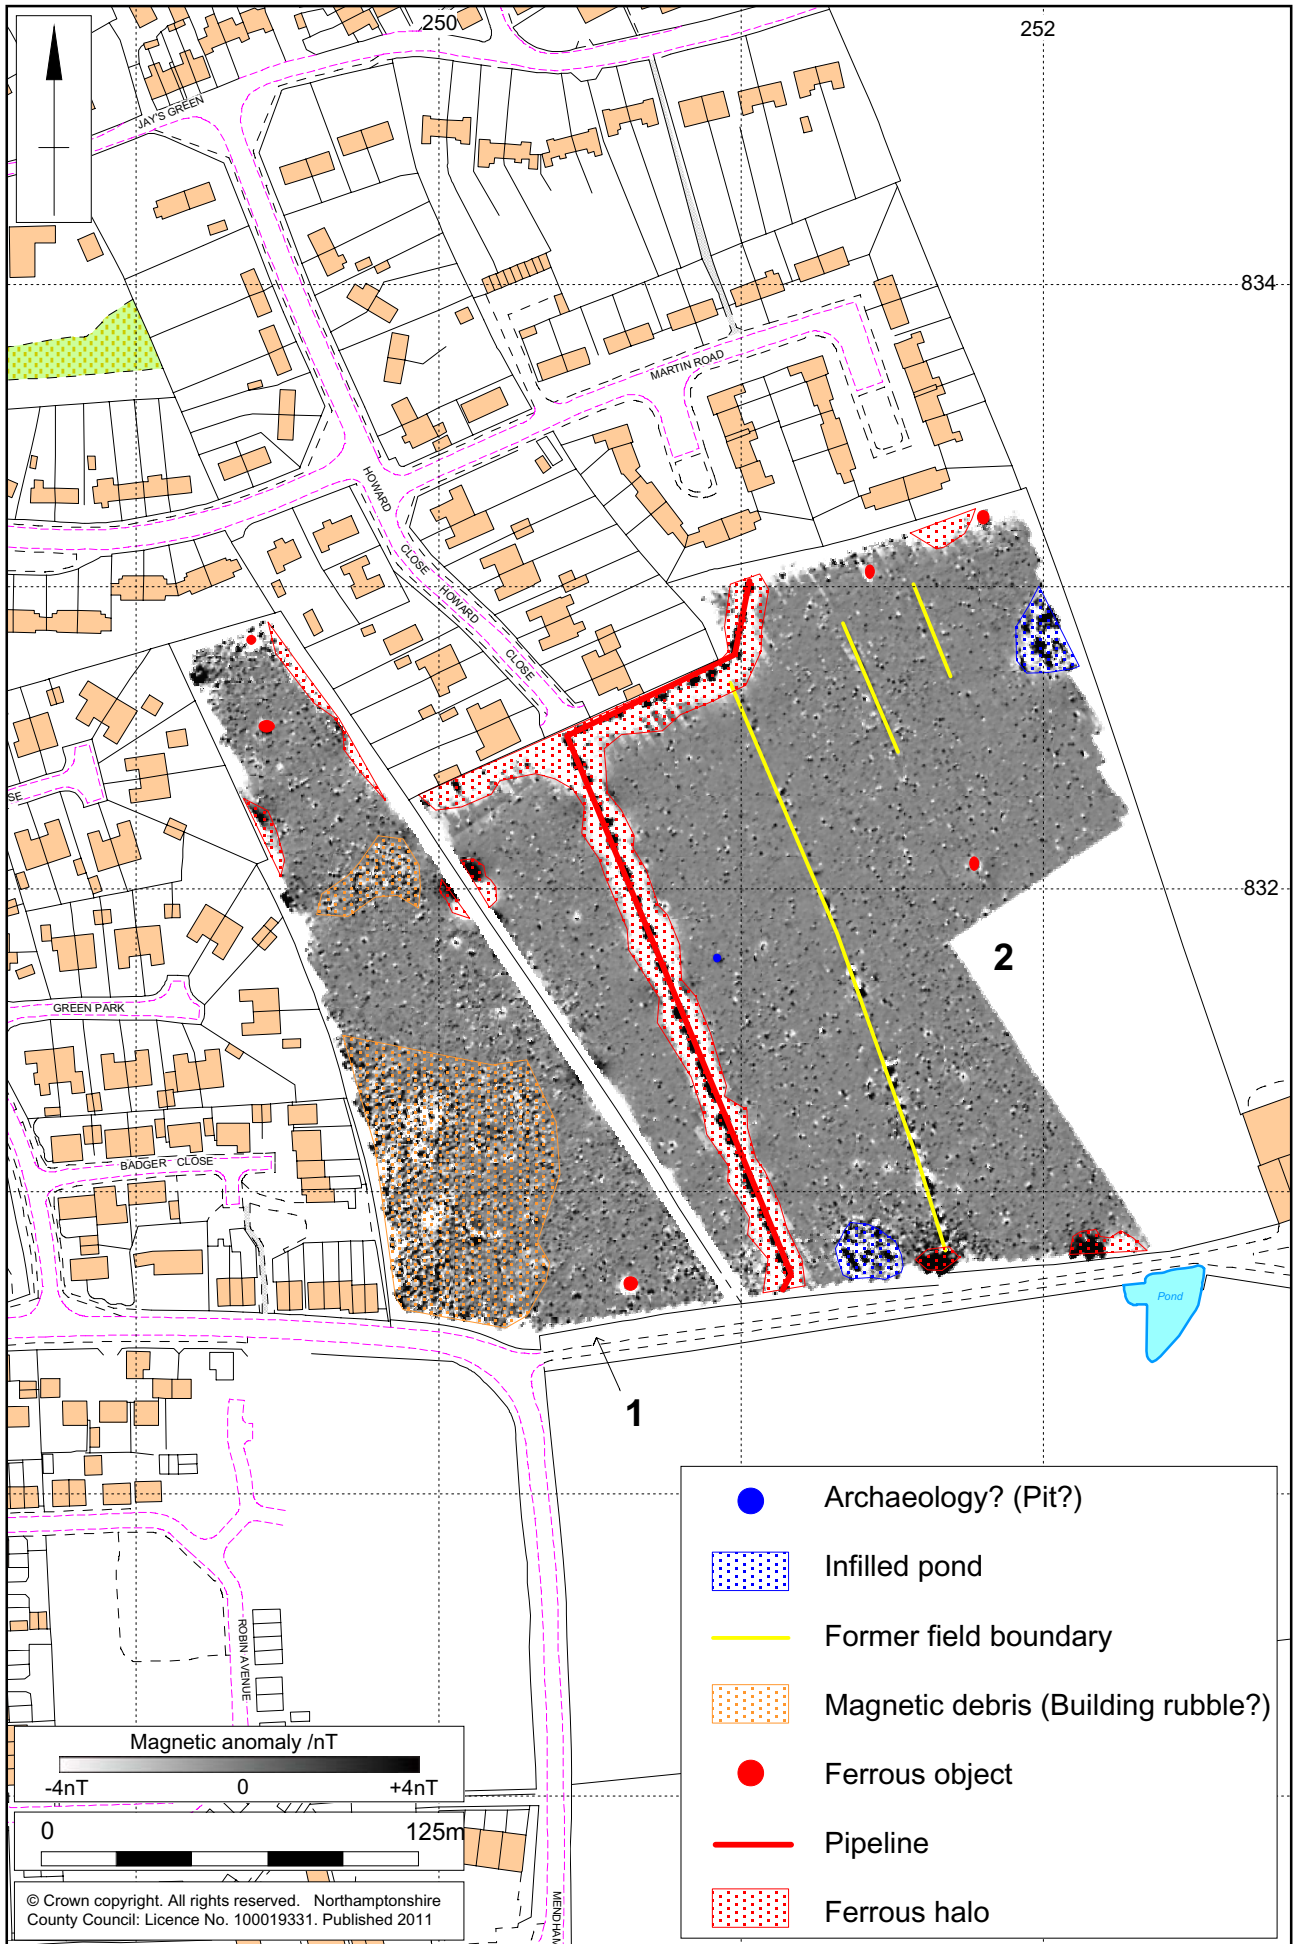 250
252
JAY'S GREEN
834
MARTIN ROAD
HOWARD
CLOSE
HOWARD
CLOSE
SE
832
2
GREEN PARK
BADGER CLOSE
Pond
1
ROBIN AVENUE
Archaeology? (Pit?)
Infilled pond
Former field boundary
Magnetic debris (Building rubble?)
Ferrous object
Pipeline
Ferrous halo
Magnetic anomaly /nT
-4nT 0 +4nT
0 125m
© Crown copyright. All rights reserved. Northamptonshire
County Council: Licence No. 100019331. Published 2011
MENDHAM